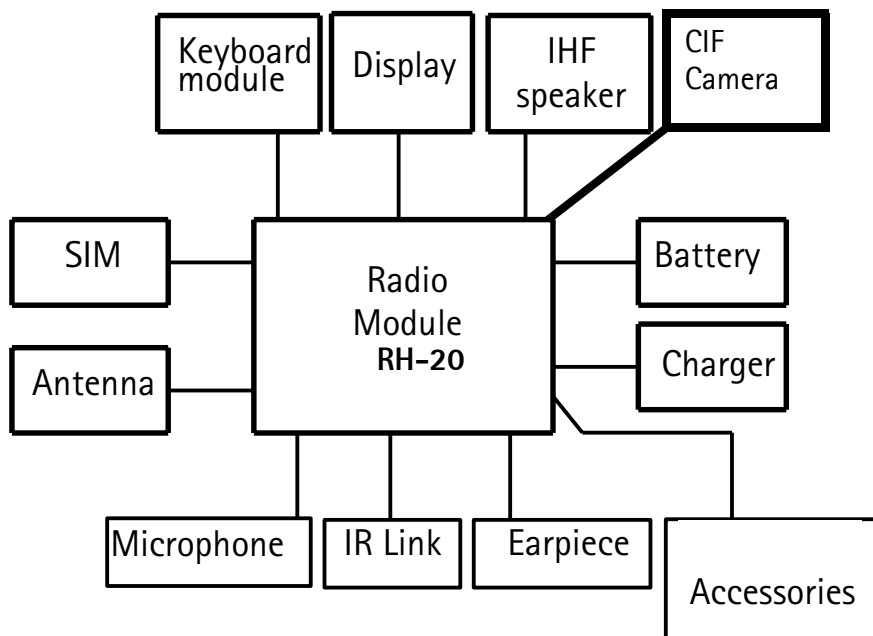 Keyboard
module
Display
IHF
speaker
CIF
Camera
SIM
Radio
Module
RH-20
Battery
Antenna
Charger
Microphone
IR Link
Earpiece
Accessories